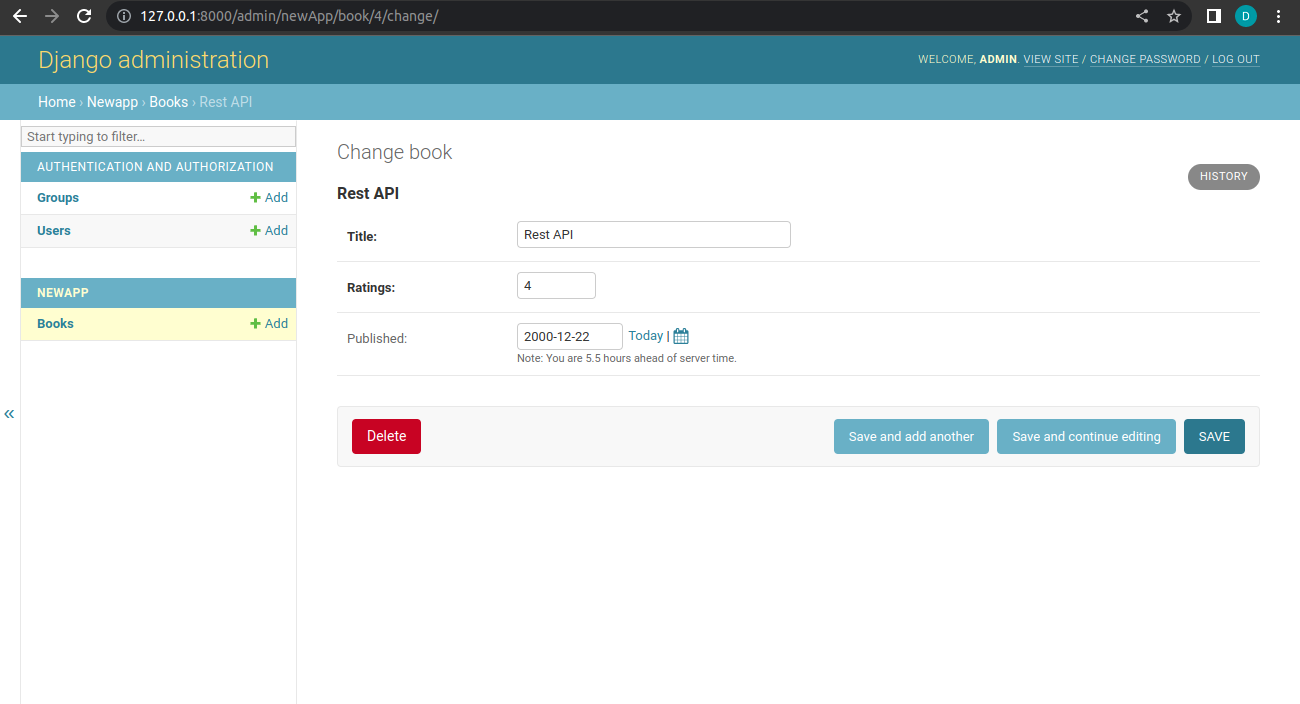 127.0.0.1:8000/admin/newApp/book/4/change/
D
Django administration
WELCOME, ADMIN. VIEW SITE / CHANGE PASSWORD / LOG OUT
Home › Newapp › Books › Rest API
Start typing to filter...
AUTHENTICATION AND AUTHORIZATION
Groups + Add
Users + Add
NEWAPP
Books + Add
«
Change book
HISTORY
Rest API
Title: Rest API
Ratings: 4
Published: 2000-12-22 Today |
Note: You are 5.5 hours ahead of server time.
Delete Save and add another Save and continue editing SAVE